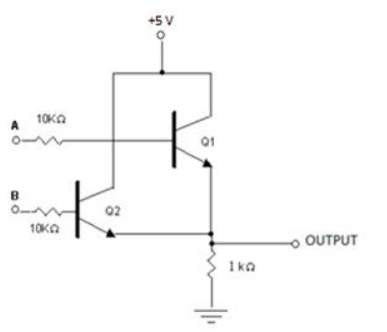 +5 V
A
10KΩ
Q1
B
Q2
10KΩ
OUTPUT
1 kΩ